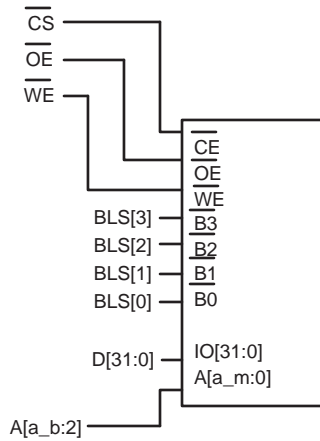 CS
OE
WE
CE
OE
WE
BLS[3] B3
BLS[2] B2
BLS[1] B1
BLS[0] B0
D[31:0] IO[31:0]
A[a_m:0]
A[a_b:2]